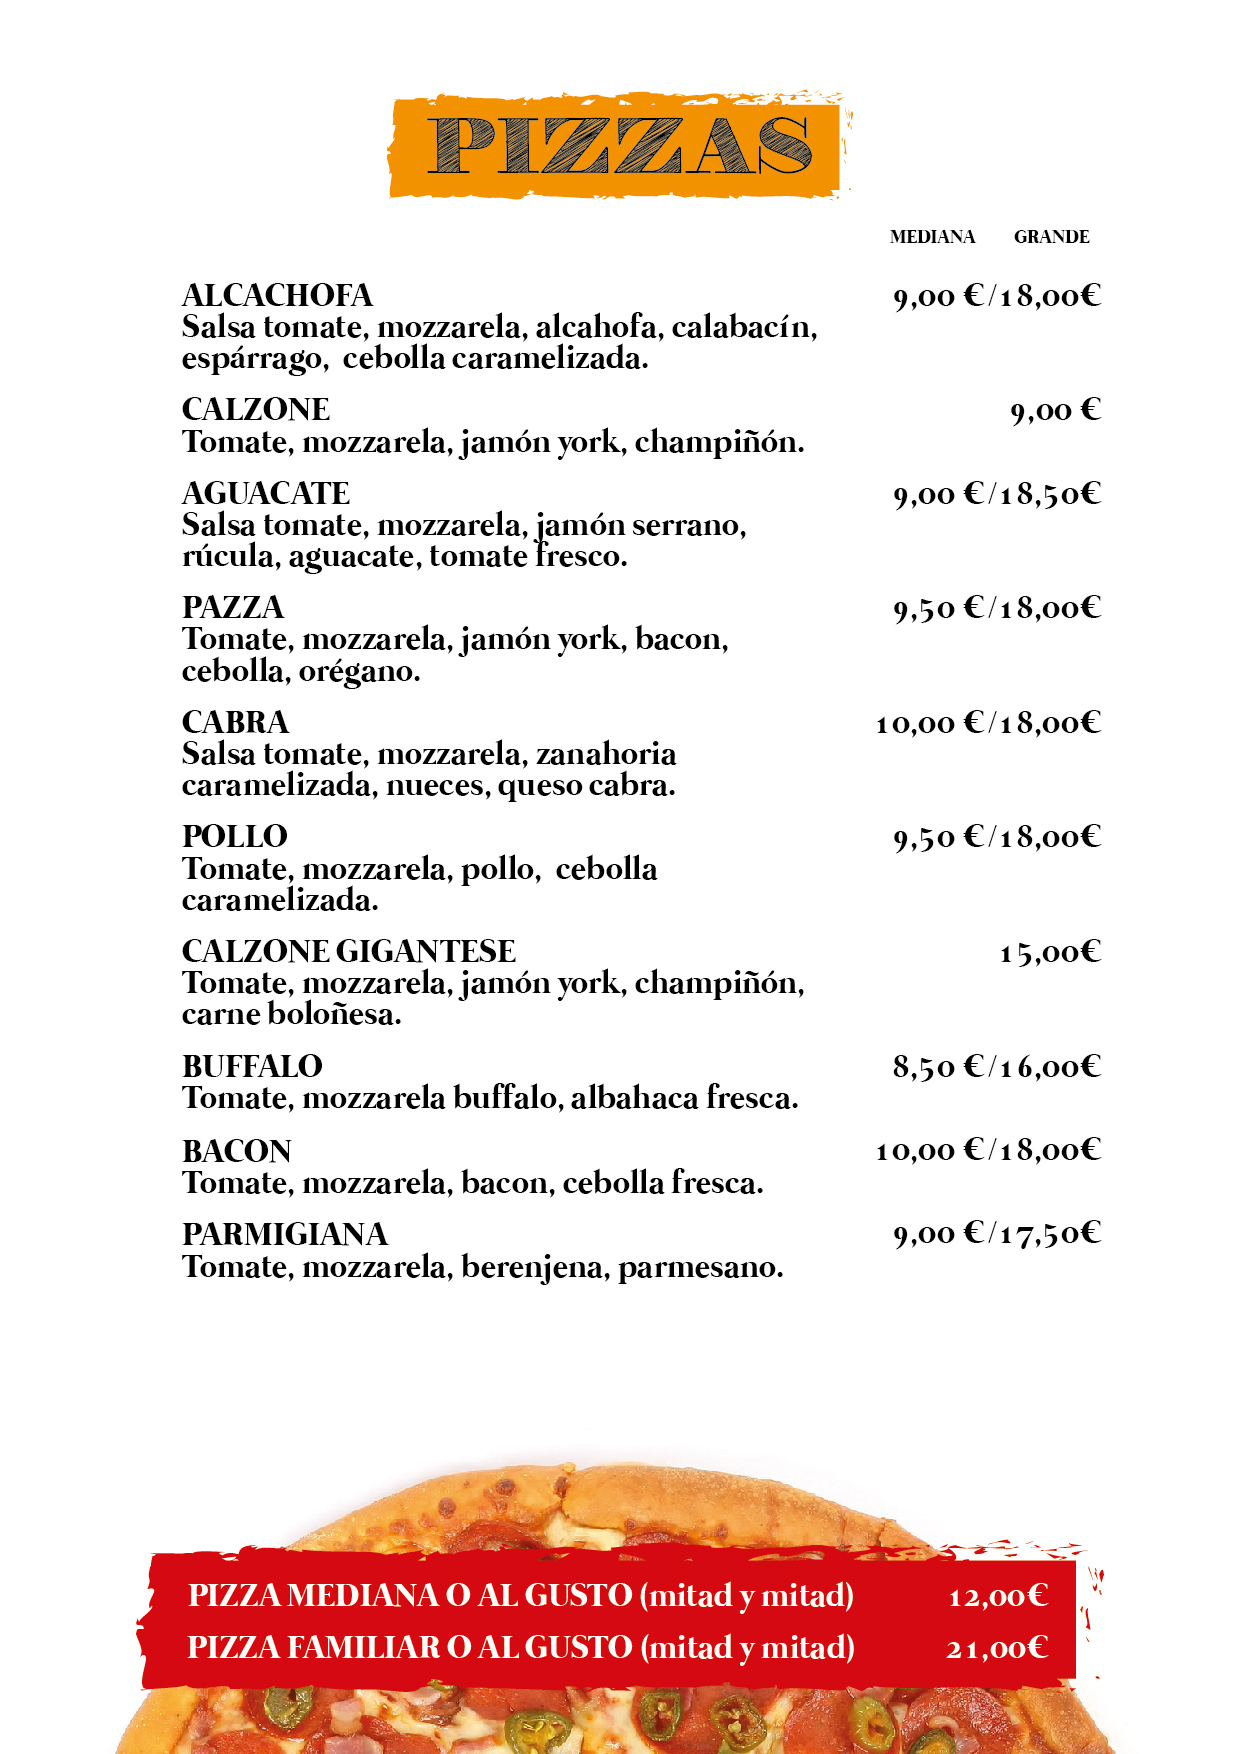 PIZZAS
MEDIANA GRANDE
ALCACHOFA 9,00 €/18,00€
Salsa tomate, mozzarela, alcahofa, calabacín,
espárrago, cebolla caramelizada.
CALZONE 9,00 €
Tomate, mozzarela, jamón york, champiñón.
AGUACATE 9,00 €/18,50€
Salsa tomate, mozzarela, jamón serrano,
rúcula, aguacate, tomate fresco.
PAZZA 9,50 €/18,00€
Tomate, mozzarela, jamón york, bacon,
cebolla, orégano.
CABRA 10,00 €/18,00€
Salsa tomate, mozzarela, zanahoria
caramelizada, nueces, queso cabra.
POLLO 9,50 €/18,00€
Tomate, mozzarela, pollo, cebolla
caramelizada.
CALZONE GIGANTESE 15,00€
Tomate, mozzarela, jamón york, champiñón,
carne boloñesa.
BUFFALO 8,50 €/16,00€
Tomate, mozzarela buffalo, albahaca fresca.
BACON 10,00 €/18,00€
Tomate, mozzarela, bacon, cebolla fresca.
PARMIGIANA 9,00 €/17,50€
Tomate, mozzarela, berenjena, parmesano.
PIZZA MEDIANA O AL GUSTO (mitad y mitad) 12,00€
PIZZA FAMILIAR O AL GUSTO (mitad y mitad) 21,00€